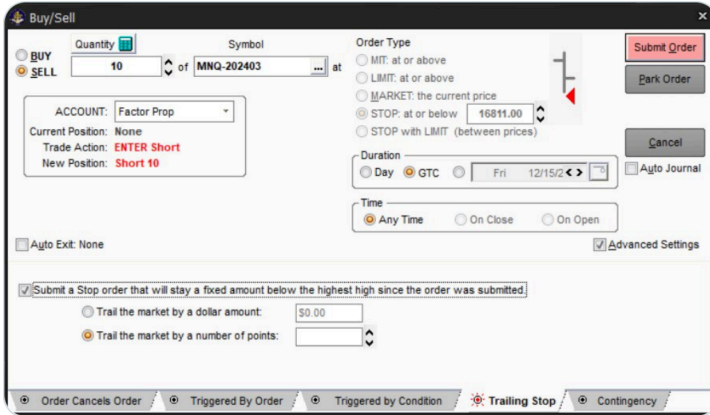 Buy/Sell
Quantity
Symbol
BUY
SELL
10
of
MNQ-202403
...
at
Order Type
MIT: at or above
LIMIT: at or above
MARKET: the current price
STOP: at or below
16811.00
STOP with LIMIT (between prices)
Submit Order
Park Order
Cancel
Auto Journal
ACCOUNT: Factor Prop
Current Position: None
Trade Action: ENTER Short
New Position: Short 10
Duration
Day
GTC
Fri
12/15/2
Time
Any Time
On Close
On Open
Auto Exit: None
Advanced Settings
Submit a Stop order that will stay a fixed amount below the highest high since the order was submitted.
Trail the market by a dollar amount:
$0.00
Trail the market by a number of points:
Order Cancels Order
Triggered By Order
Triggered by Condition
Trailing Stop
Contingency